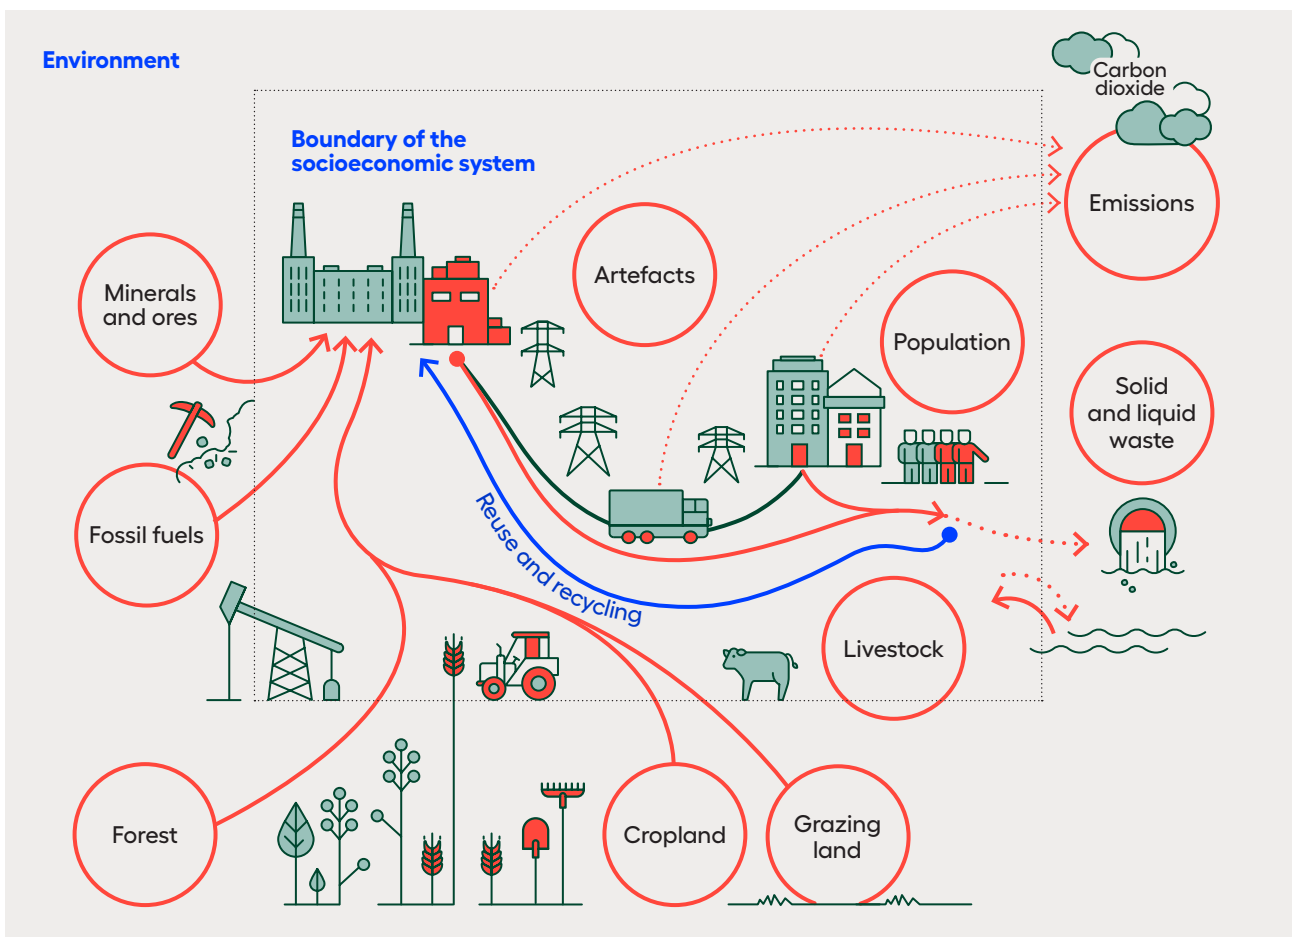 Environment
Carbon
dioxide
Boundary of the
socioeconomic system
Emissions
Artefacts
Minerals
and ores
Population
Solid
and liquid
waste
Fossil fuels
Reuse and recycling
Livestock
Forest
Cropland
Grazing
land